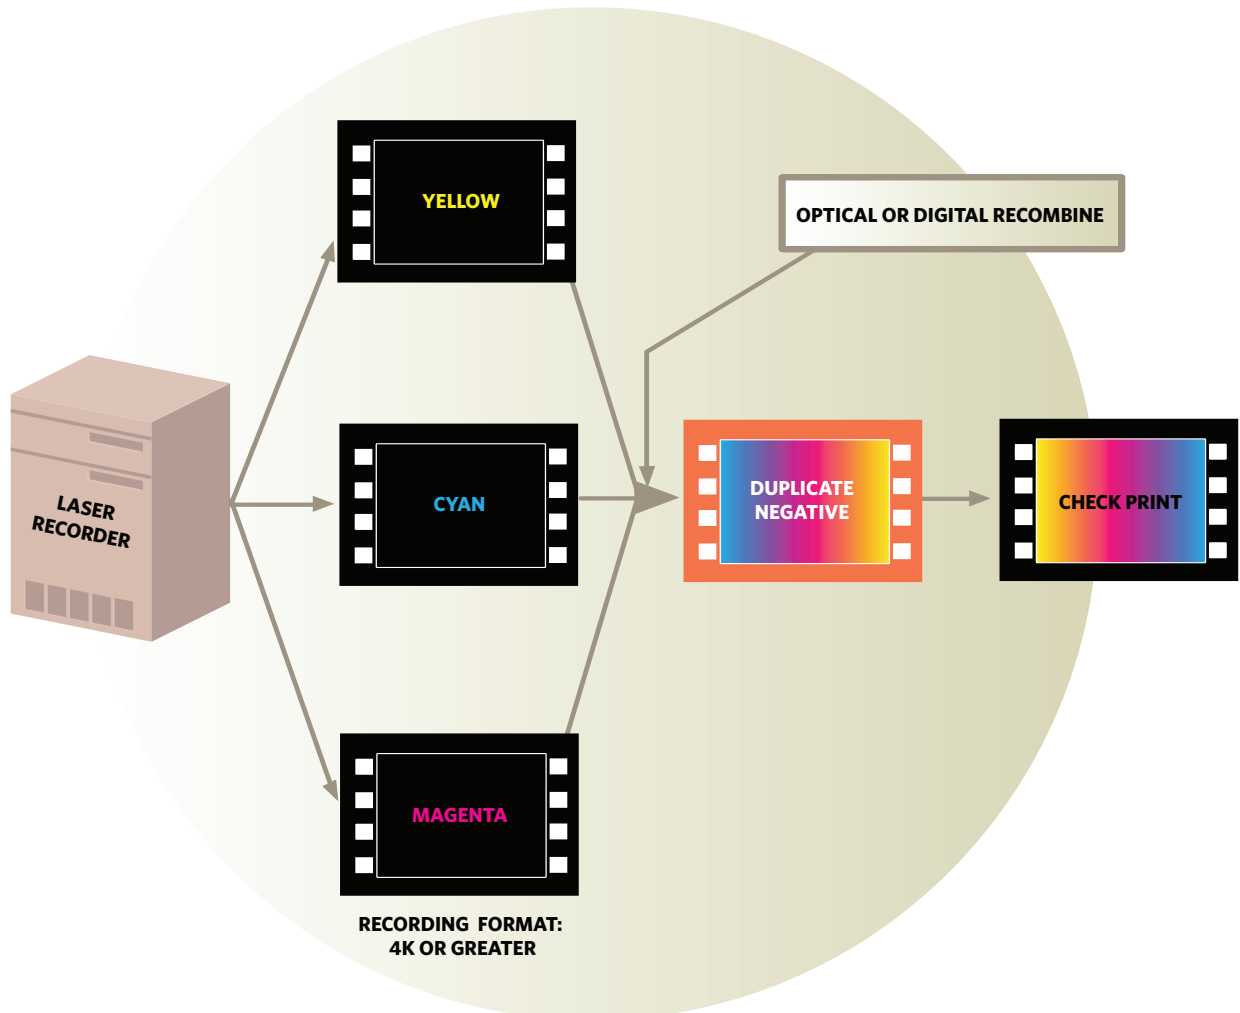 YELLOW
OPTICAL OR DIGITAL RECOMBINE
LASER
RECORDER
CYAN
DUPLICATE
NEGATIVE
CHECK PRINT
MAGENTA
RECORDING FORMAT:
4K OR GREATER